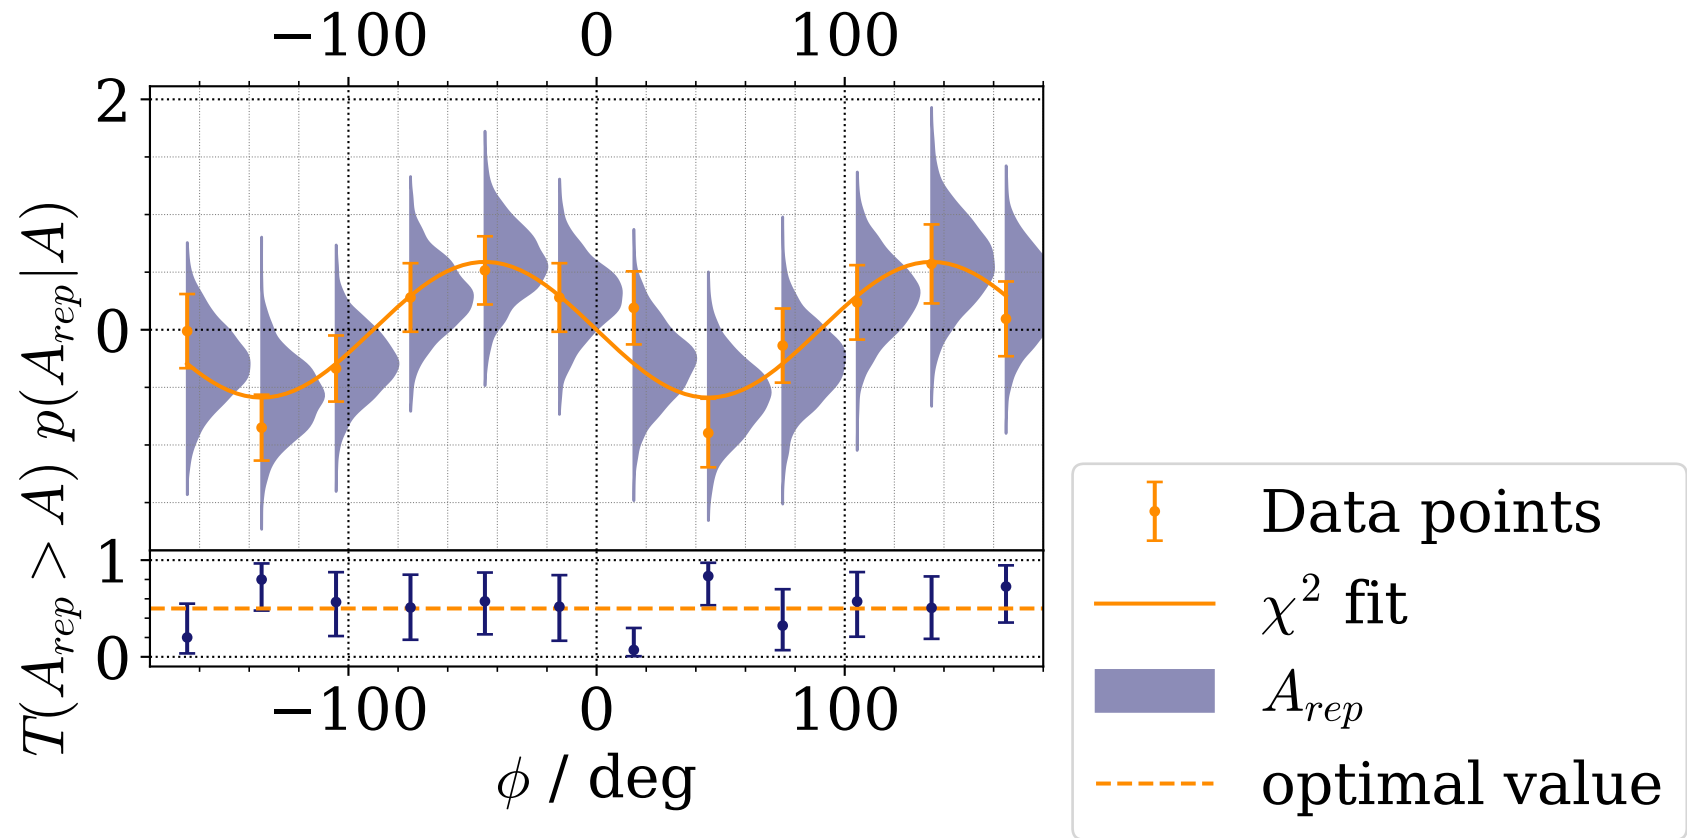 −100 0 100
2
0
p(A_rep|A)
1
0
T(A_rep > A)
−100 0 100
ϕ / deg
Data points
χ² fit
A_rep
optimal value